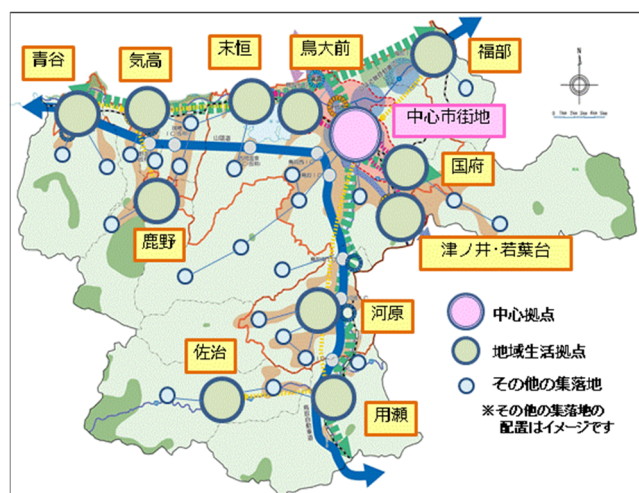 青谷
気高
末恒
鳥大前
福部
N
中心市街地
国府
鹿野
津ノ井・若葉台
河原
佐治
用瀬
中心拠点
地域生活拠点
その他の集落地
※その他の集落地の
配置はイメージです